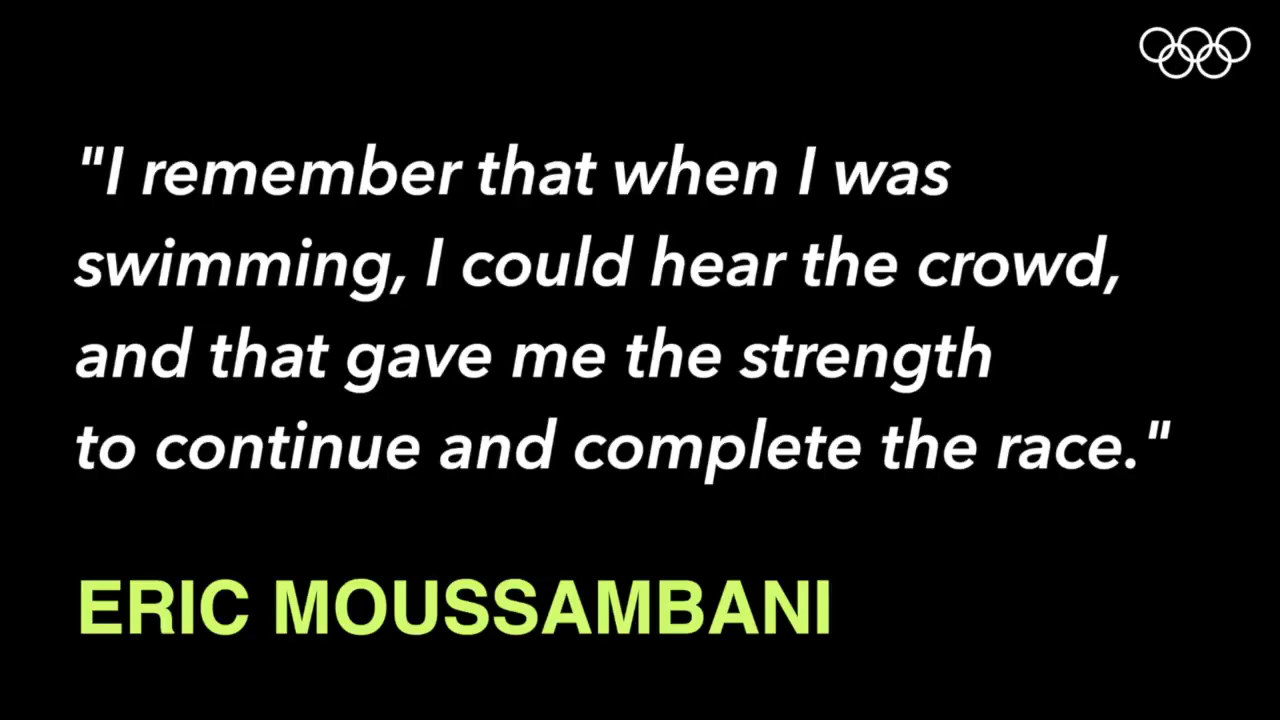 "I remember that when I was
swimming, I could hear the crowd,
and that gave me the strength
to continue and complete the race."
ERIC MOUSSAMBANI